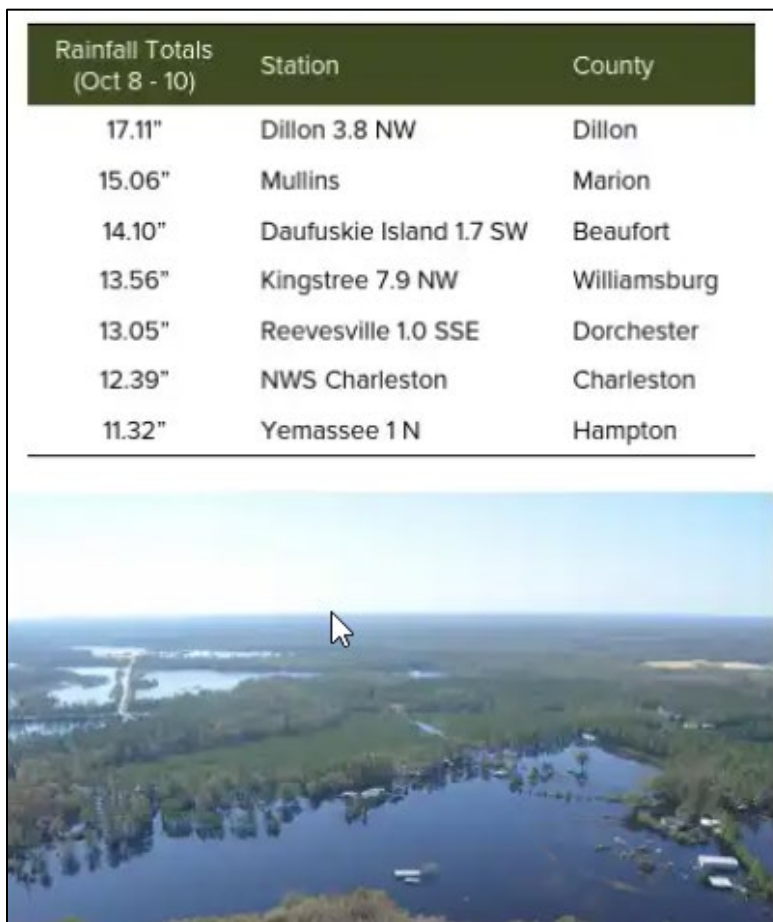 Rainfall Totals (Oct 8 - 10) Station County
17.11" Dillon 3.8 NW Dillon
15.06" Mullins Marion
14.10" Daufuskie Island 1.7 SW Beaufort
13.56" Kingstree 7.9 NW Williamsburg
13.05" Reevesville 1.0 SSE Dorchester
12.39" NWS Charleston Charleston
11.32" Yemassee 1 N Hampton